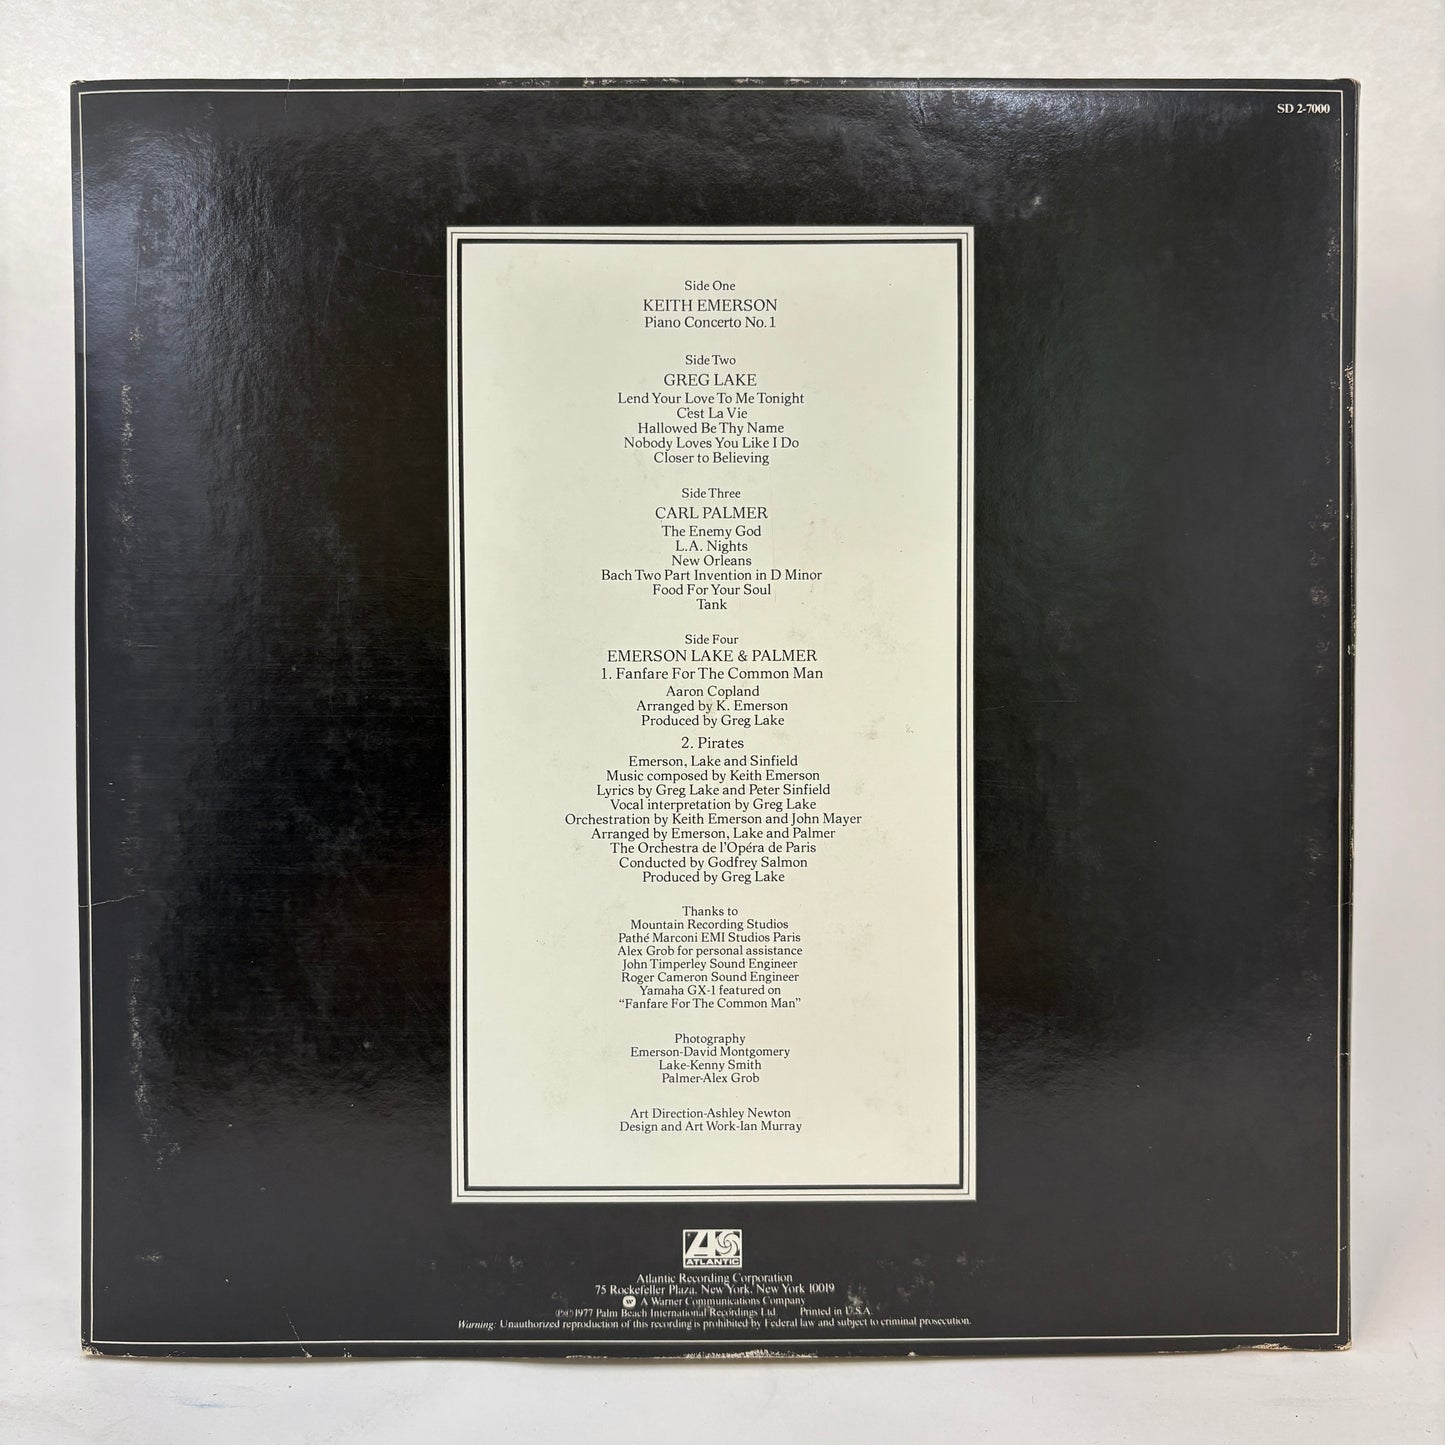 SD 2-7000
Side One
KEITH EMERSON
Piano Concerto No. 1
Side Two
GREG LAKE
Lend Your Love To Me Tonight
C'est La Vie
Hallowed Be Thy Name
Nobody Loves You Like I Do
Closer to Believing
Side Three
CARL PALMER
The Enemy God
L.A. Nights
New Orleans
Bach Two Part Invention in D Minor
Food For Your Soul
Tank
Side Four
EMERSON LAKE & PALMER
1. Fanfare For The Common Man
Aaron Copland
Arranged by K. Emerson
Produced by Greg Lake
2. Pirates
Emerson, Lake and Sinfield
Music composed by Keith Emerson
Lyrics by Greg Lake and Peter Sinfield
Vocal interpretation by Greg Lake
Orchestration by Keith Emerson and John Mayer
Arranged by Emerson, Lake and Palmer
The Orchestra de l'Opéra de Paris
Conducted by Godfrey Salmon
Produced by Greg Lake
Thanks to
Mountain Recording Studios
Pathé Marconi EMI Studios Paris
Alex Grob for personal assistance
John Timperley Sound Engineer
Roger Cameron Sound Engineer
Yamaha GX-1 featured on
“Fanfare For The Common Man”
Photography
Emerson-David Montgomery
Lake-Kenny Smith
Palmer-Alex Grob
Art Direction-Ashley Newton
Design and Art Work-Ian Murray
ATLANTIC
Atlantic Recording Corporation
75 Rockefeller Plaza, New York, New York 10019
W A Warner Communications Company
℗© 1977 Palm Beach International Recordings Ltd. Printed in U.S.A.
Warning: Unauthorized reproduction of this recording is prohibited by Federal law and subject to criminal prosecution.